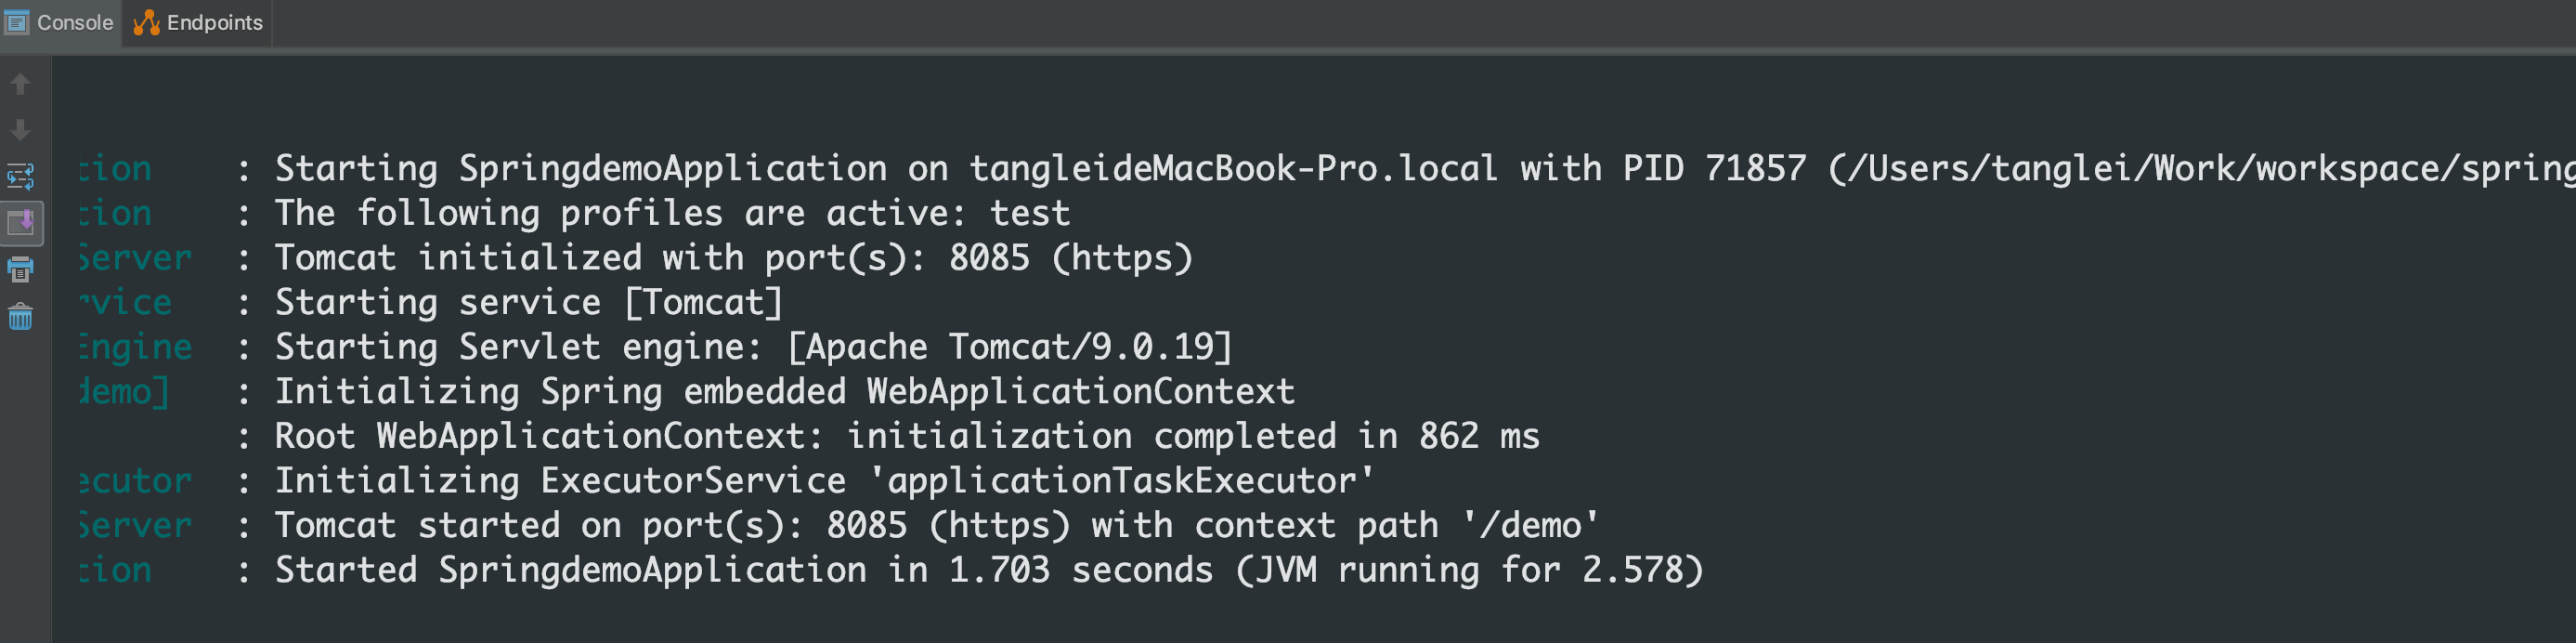 Console Endpoints
tion : Starting SpringdemoApplication on tangleideMacBook-Pro.local with PID 71857 (/Users/tanglei/Work/workspace/spring
tion : The following profiles are active: test
Server : Tomcat initialized with port(s): 8085 (https)
rvice : Starting service [Tomcat]
Engine : Starting Servlet engine: [Apache Tomcat/9.0.19]
demo] : Initializing Spring embedded WebApplicationContext
: Root WebApplicationContext: initialization completed in 862 ms
ecutor : Initializing ExecutorService 'applicationTaskExecutor'
Server : Tomcat started on port(s): 8085 (https) with context path '/demo'
tion : Started SpringdemoApplication in 1.703 seconds (JVM running for 2.578)